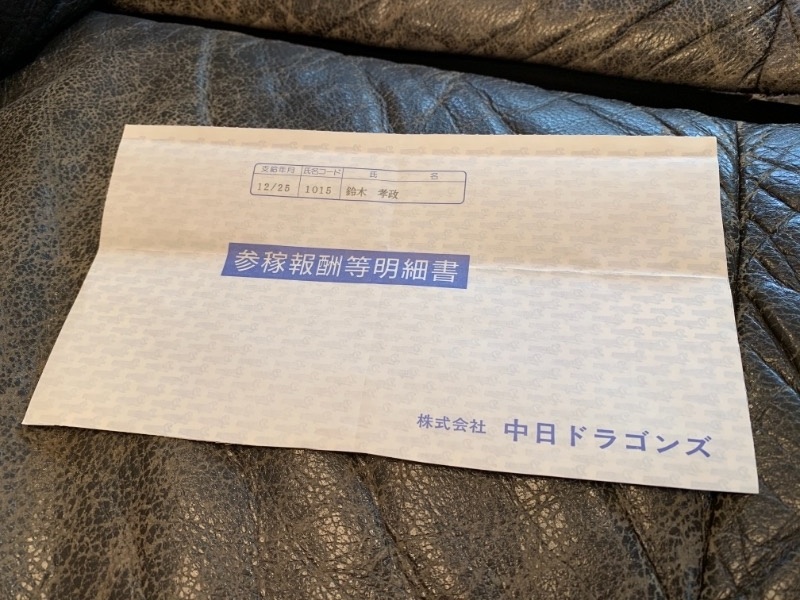 支給年月 氏名コード 氏 名
12/25 1015 鈴木 孝政
参稼報酬等明細書
株式会社 中日ドラゴンズ